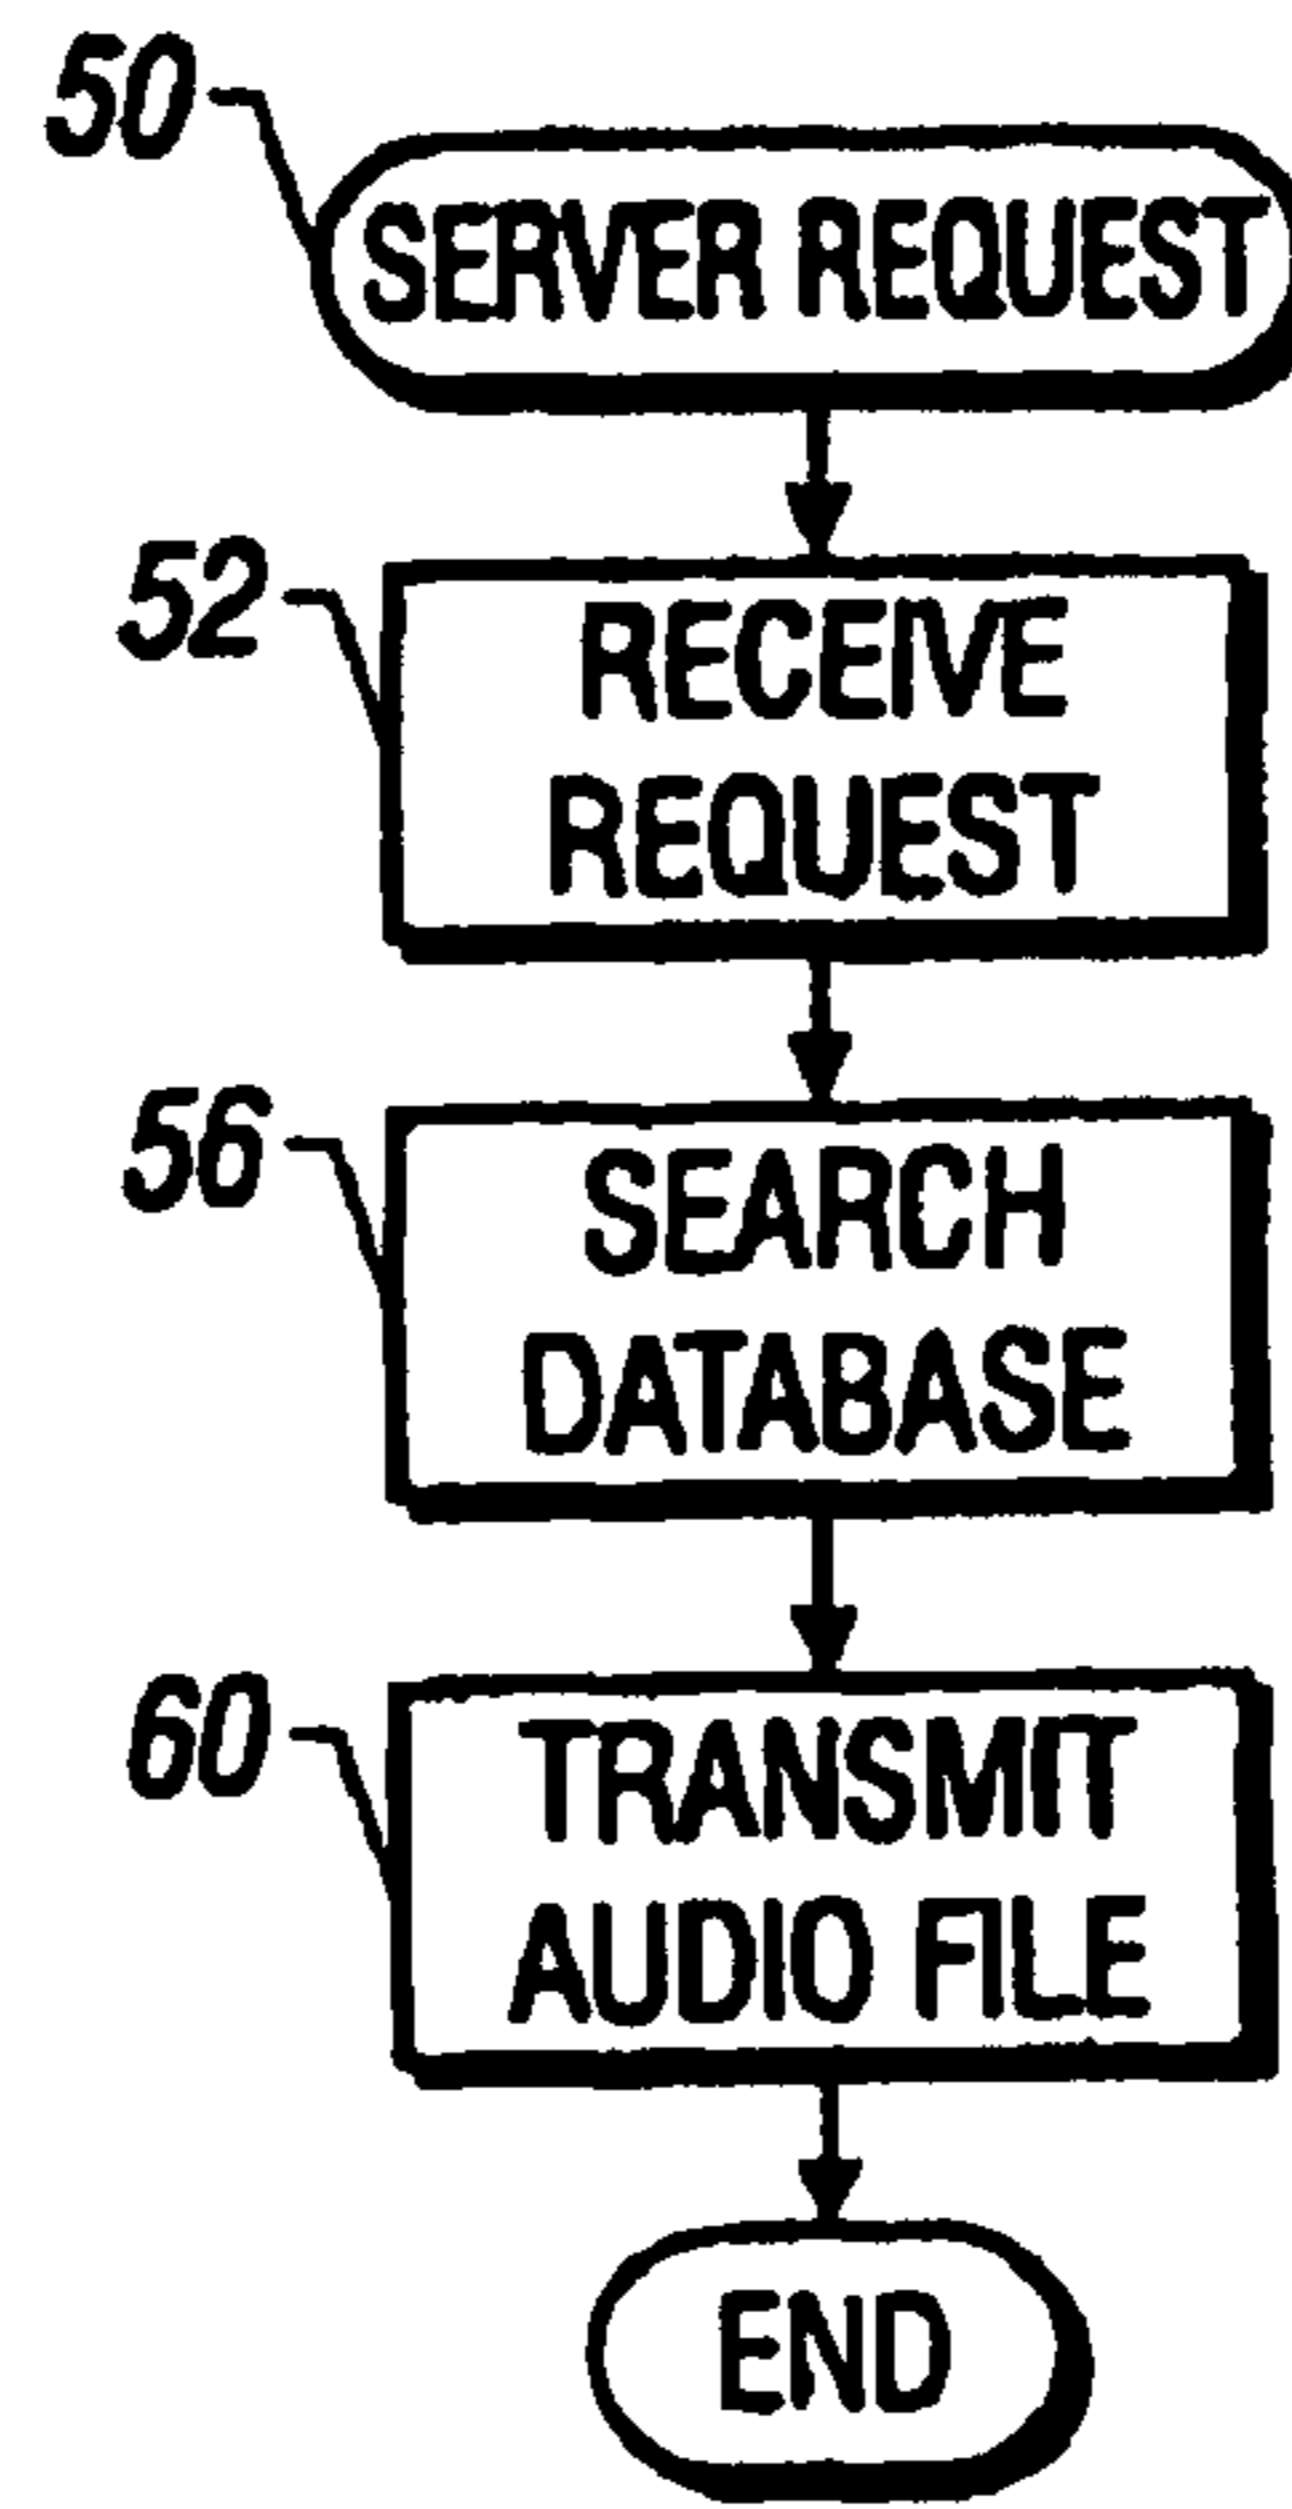 50
SERVER REQUEST
52
RECEIVE
REQUEST
56
SEARCH
DATABASE
60
TRANSMIT
AUDIO FILE
END